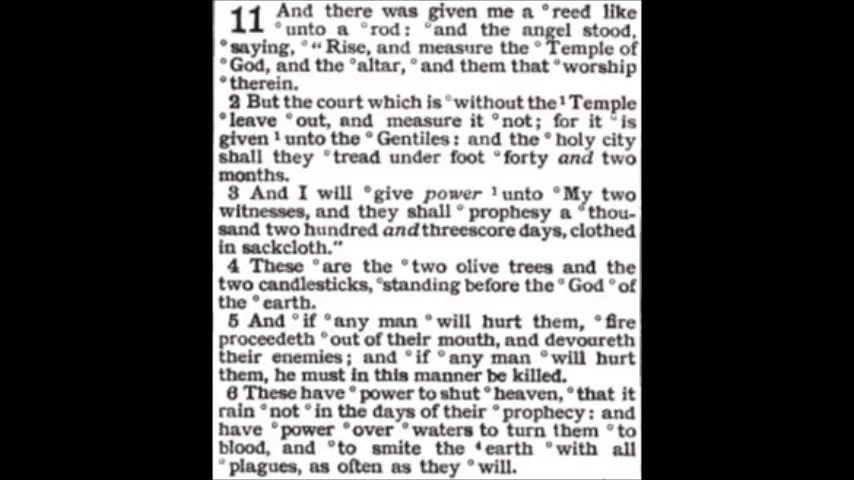 11 And there was given me a °reed like
°unto a °rod: °and the angel stood,
°saying, °"Rise, and measure the °Temple of
°God, and the °altar, °and them that °worship
°therein.
2 But the court which is °without the ¹Temple
°leave °out, and measure it °not; for it °is
given ¹unto the °Gentiles: and the °holy city
shall they °tread under foot °forty and two
months.
3 And I will °give power ¹unto °My two
witnesses, and they shall °prophesy a °thou-
sand two hundred and threescore days, clothed
in sackcloth."
4 These °are the °two olive trees and the
two candlesticks, °standing before the °God °of
the °earth.
5 And °if °any man °will hurt them, °fire
proceedeth °out of their mouth, and devoureth
their enemies; and °if °any man °will hurt
them, he must in this manner be killed.
6 These have °power to shut °heaven, °that it
rain °not °in the days of their °prophecy: and
have °power °over °waters to turn them °to
blood, and °to smite the ⁴earth °with all
°plagues, as often as they °will.